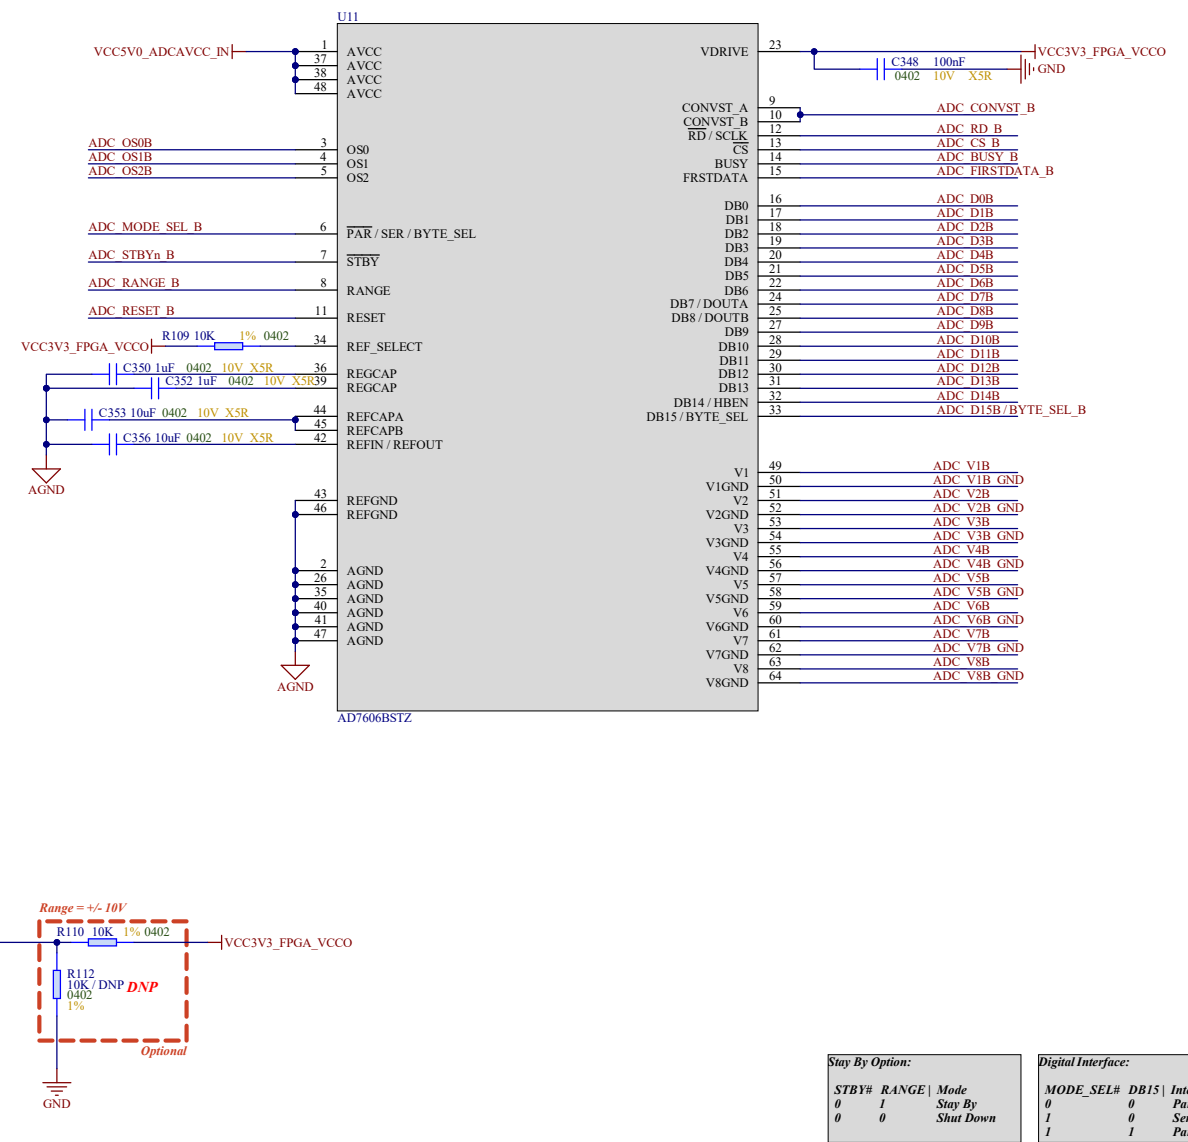 U11
VCC5V0_ADCAVCC_IN 1 AVCC
37 AVCC
38 AVCC
48 AVCC
ADC_OS0B 3 OS0
ADC_OS1B 4 OS1
ADC_OS2B 5 OS2
ADC_MODE_SEL_B 6 PAR / SER / BYTE_SEL
ADC_STBYn_B 7 STBY
ADC_RANGE_B 8 RANGE
ADC_RESET_B 11 RESET
VCC3V3_FPGA_VCCO R109 10K 1% 0402 34 REF_SELECT
C350 1uF 0402 10V X5R 36 REGCAP
C352 1uF 0402 10V X5R 39 REGCAP
C353 10uF 0402 10V X5R 44 REFCAPA
45 REFCAPB
C356 10uF 0402 10V X5R 42 REFIN / REFOUT
AGND
43 REFGND
46 REFGND
2 AGND
26 AGND
35 AGND
40 AGND
41 AGND
47 AGND
AGND
VDRIVE 23 VCC3V3_FPGA_VCCO
C348 100nF GND
0402 10V X5R
CONVST_A 9 ADC_CONVST_B
CONVST_B 10
RD / SCLK 12 ADC_RD_B
CS 13 ADC_CS_B
BUSY 14 ADC_BUSY_B
FRSTDATA 15 ADC_FIRSTDATA_B
DB0 16 ADC_D0B
DB1 17 ADC_D1B
DB2 18 ADC_D2B
DB3 19 ADC_D3B
DB4 20 ADC_D4B
DB5 21 ADC_D5B
DB6 22 ADC_D6B
DB7 / DOUTA 24 ADC_D7B
DB8 / DOUTB 25 ADC_D8B
DB9 27 ADC_D9B
DB10 28 ADC_D10B
DB11 29 ADC_D11B
DB12 30 ADC_D12B
DB13 31 ADC_D13B
DB14 / HBEN 32 ADC_D14B
DB15 / BYTE_SEL 33 ADC_D15B/BYTE_SEL_B
V1 49 ADC_V1B
V1GND 50 ADC_V1B_GND
V2 51 ADC_V2B
V2GND 52 ADC_V2B_GND
V3 53 ADC_V3B
V3GND 54 ADC_V3B_GND
V4 55 ADC_V4B
V4GND 56 ADC_V4B_GND
V5 57 ADC_V5B
V5GND 58 ADC_V5B_GND
V6 59 ADC_V6B
V6GND 60 ADC_V6B_GND
V7 61 ADC_V7B
V7GND 62 ADC_V7B_GND
V8 63 ADC_V8B
V8GND 64 ADC_V8B_GND
AD7606BSTZ
Range = +/- 10V
R110 10K 1% 0402 VCC3V3_FPGA_VCCO
R112
10K / DNP DNP
0402
1%
Optional
GND
Stay By Option:
STBY# RANGE | Mode
0 1 Stay By
0 0 Shut Down
Digital Interface:
MODE_SEL# DB15 |
0 0
1 0
1 1